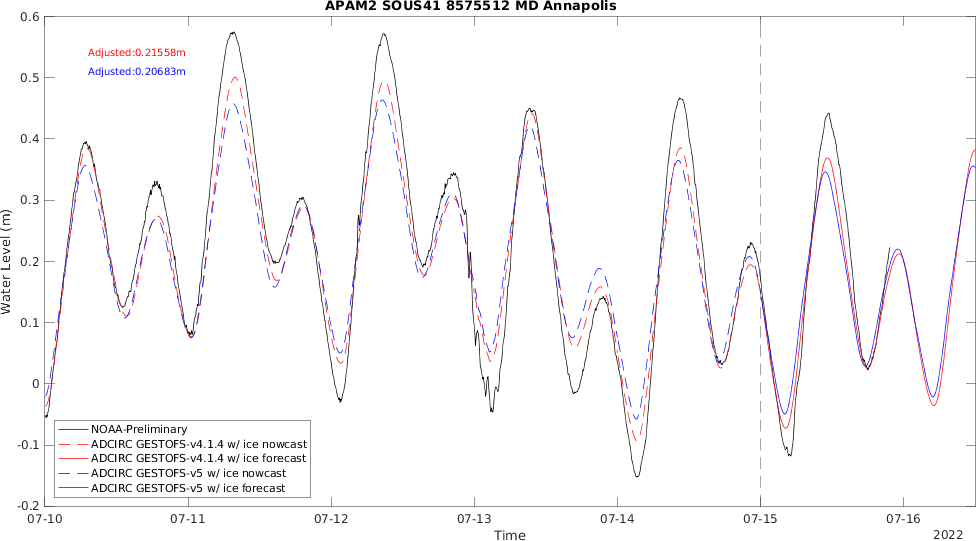 APAM2 SOUS41 8575512 MD Annapolis
Adjusted:0.21558m
Adjusted:0.20683m
0.6
0.5
0.4
0.3
0.2
0.1
0
-0.1
-0.2
Water Level (m)
NOAA-Preliminary
ADCIRC GESTOFS-v4.1.4 w/ ice nowcast
ADCIRC GESTOFS-v4.1.4 w/ ice forecast
ADCIRC GESTOFS-v5 w/ ice nowcast
ADCIRC GESTOFS-v5 w/ ice forecast
07-10 07-11 07-12 07-13 07-14 07-15 07-16
Time
2022